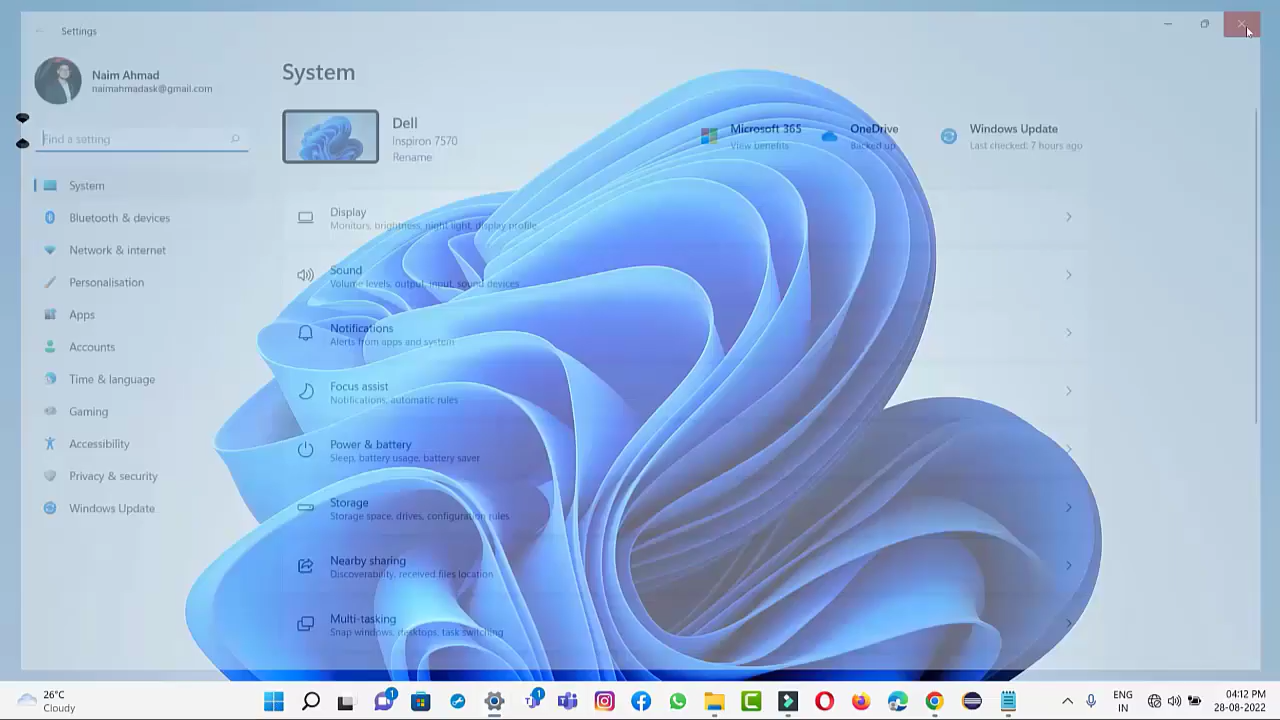 Settings
Naim Ahmad
naimahmadask@gmail.com
Find a setting
System
Bluetooth & devices
Network & internet
Personalisation
Apps
Accounts
Time & language
Gaming
Accessibility
Privacy & security
Windows Update
System
Dell
Inspiron 7570
Rename
Microsoft 365
View benefits
OneDrive
Backed up
Windows Update
Last checked: 7 hours ago
Display
Monitors, brightness, night light, display profile
Sound
Volume levels, output, input, sound devices
Notifications
Alerts from apps and system
Focus assist
Notifications, automatic rules
Power & battery
Sleep, battery usage, battery saver
Storage
Storage space, drives, configuration rules
Nearby sharing
Discoverability, received files location
Multi-tasking
Snap windows, desktops, task switching
26°C
Cloudy
1
1
ENG
IN
04:12 PM
28-08-2022